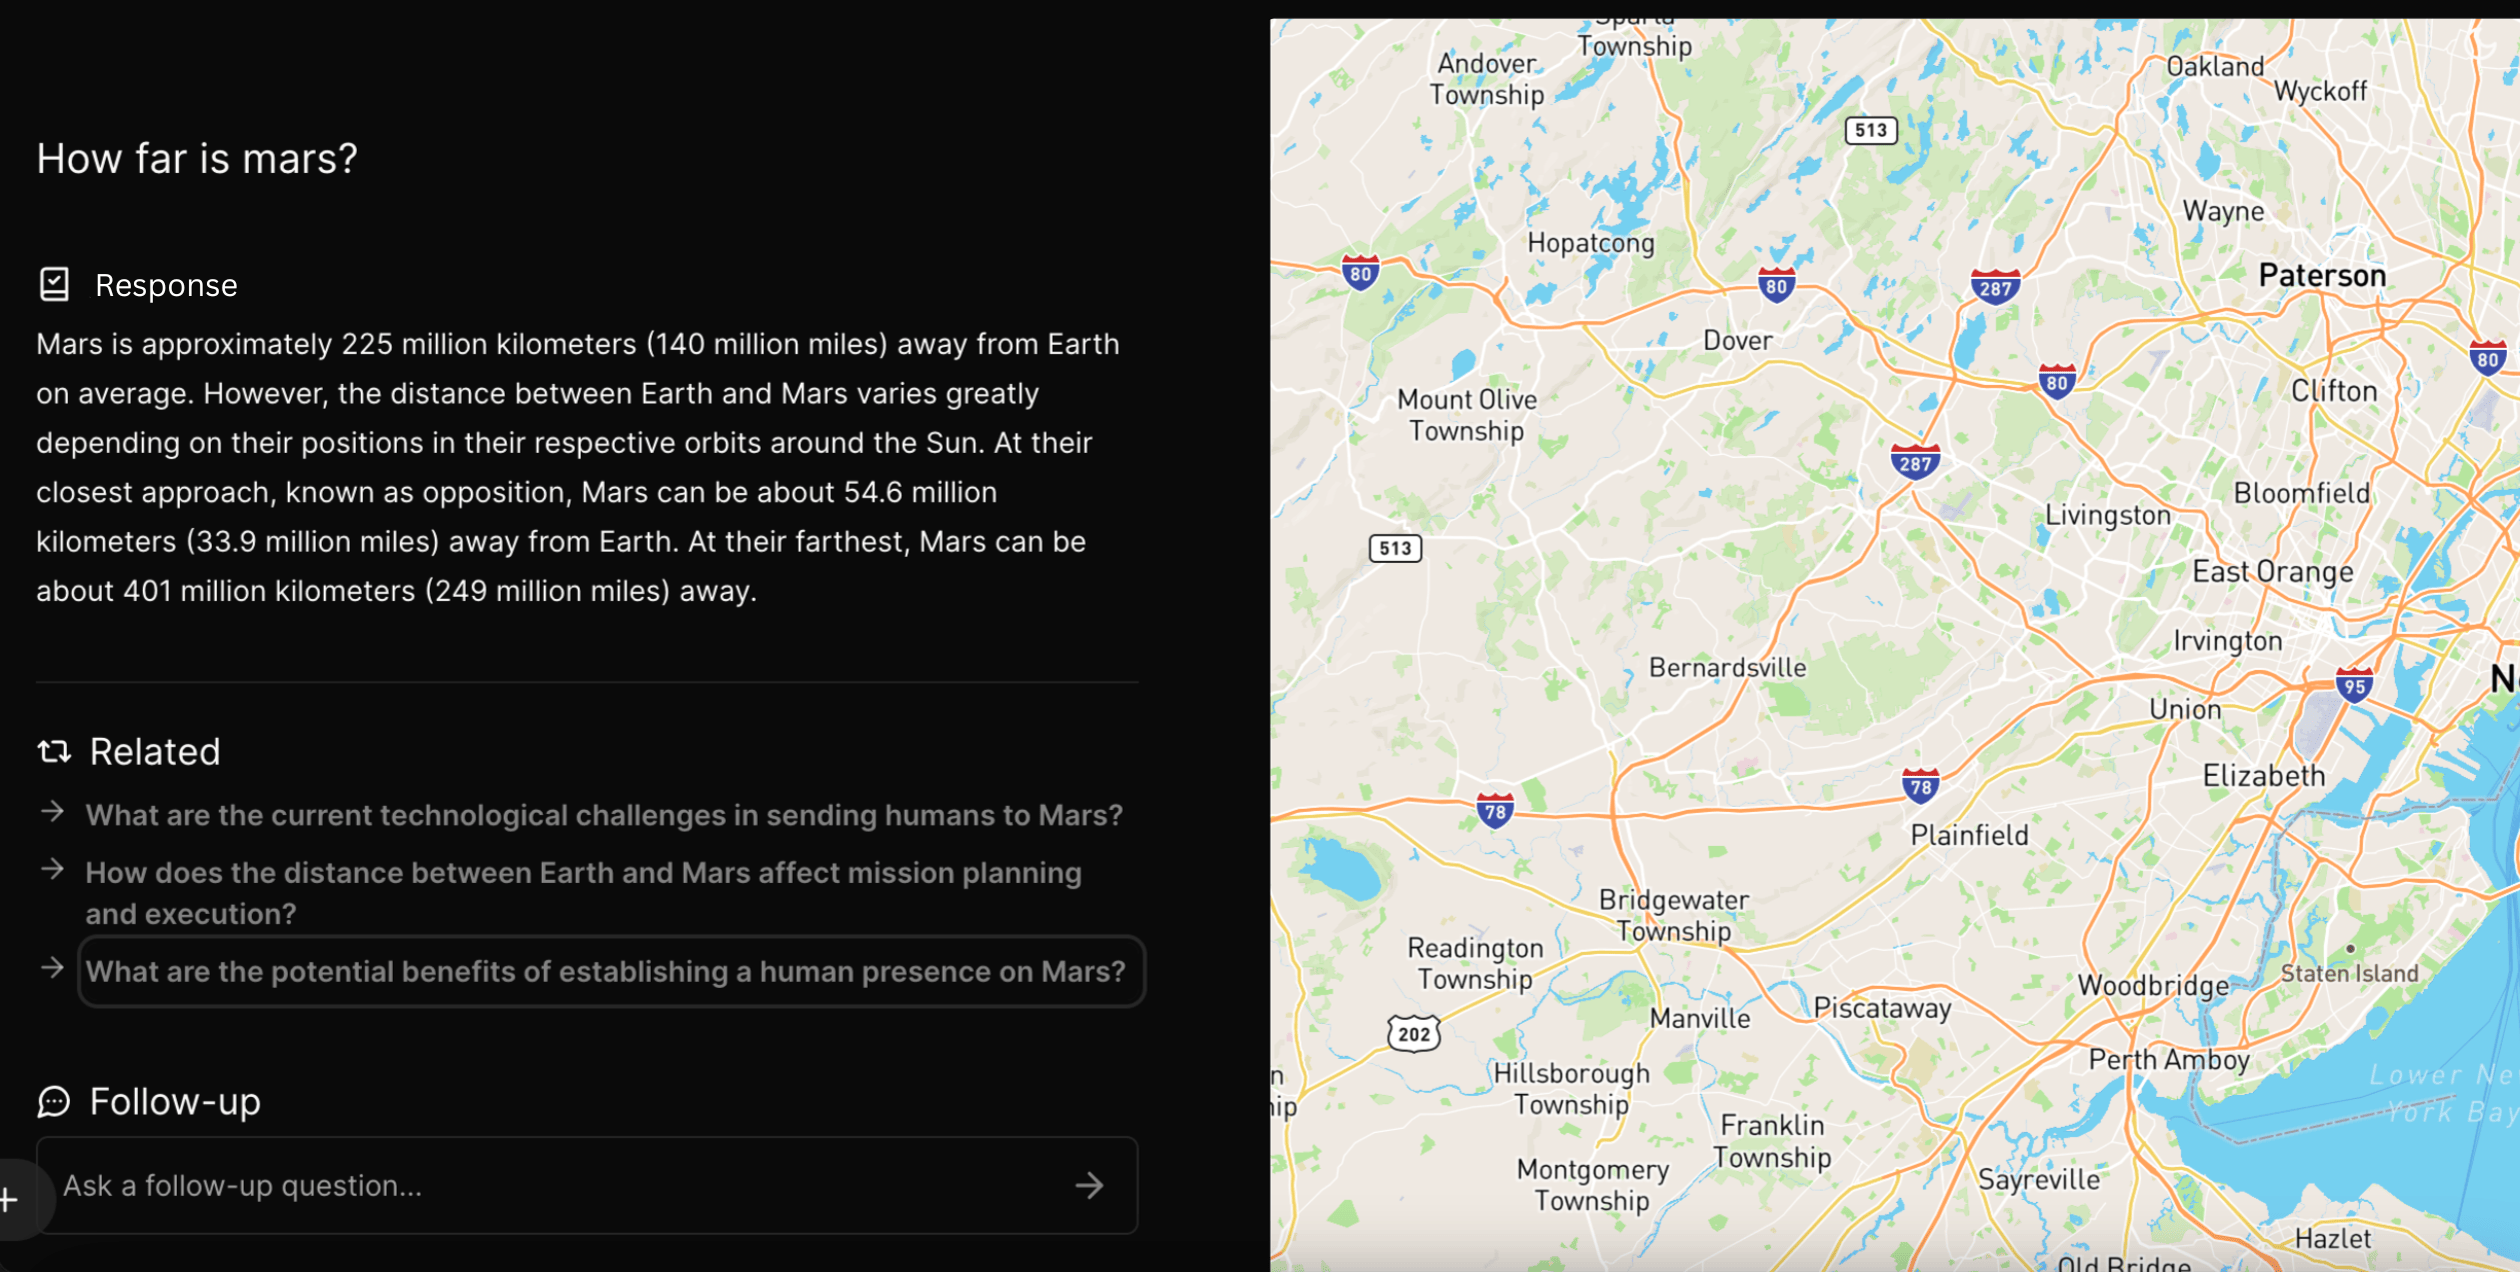 How far is mars?
Response
Mars is approximately 225 million kilometers (140 million miles) away from Earth
on average. However, the distance between Earth and Mars varies greatly
depending on their positions in their respective orbits around the Sun. At their
closest approach, known as opposition, Mars can be about 54.6 million
kilometers (33.9 million miles) away from Earth. At their farthest, Mars can be
about 401 million kilometers (249 million miles) away.
Related
What are the current technological challenges in sending humans to Mars?
How does the distance between Earth and Mars affect mission planning
and execution?
What are the potential benefits of establishing a human presence on Mars?
Follow-up
Ask a follow-up question...
Township
Andover
Township
Oakland
Wyckoff
513
Wayne
Hopatcong
80
80
287
Paterson
Dover
80
80
Clifton
Mount Olive
Township
287
Bloomfield
Livingston
513
East Orange
Irvington
Bernardsville
95
Union
Elizabeth
78
78
Plainfield
Bridgewater
Township
Readington
Township
Staten Island
Woodbridge
Piscataway
Manville
202
Perth Amboy
Hillsborough
Township
Lower Ne
York Bay
Franklin
Township
Montgomery
Township
Sayreville
Hazlet
Old Bridge